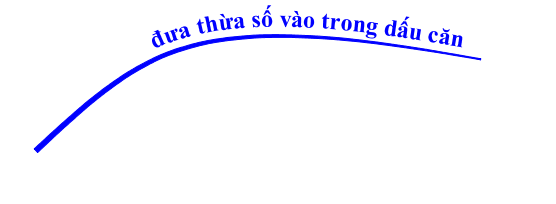 đưa thừa số vào trong dấu căn